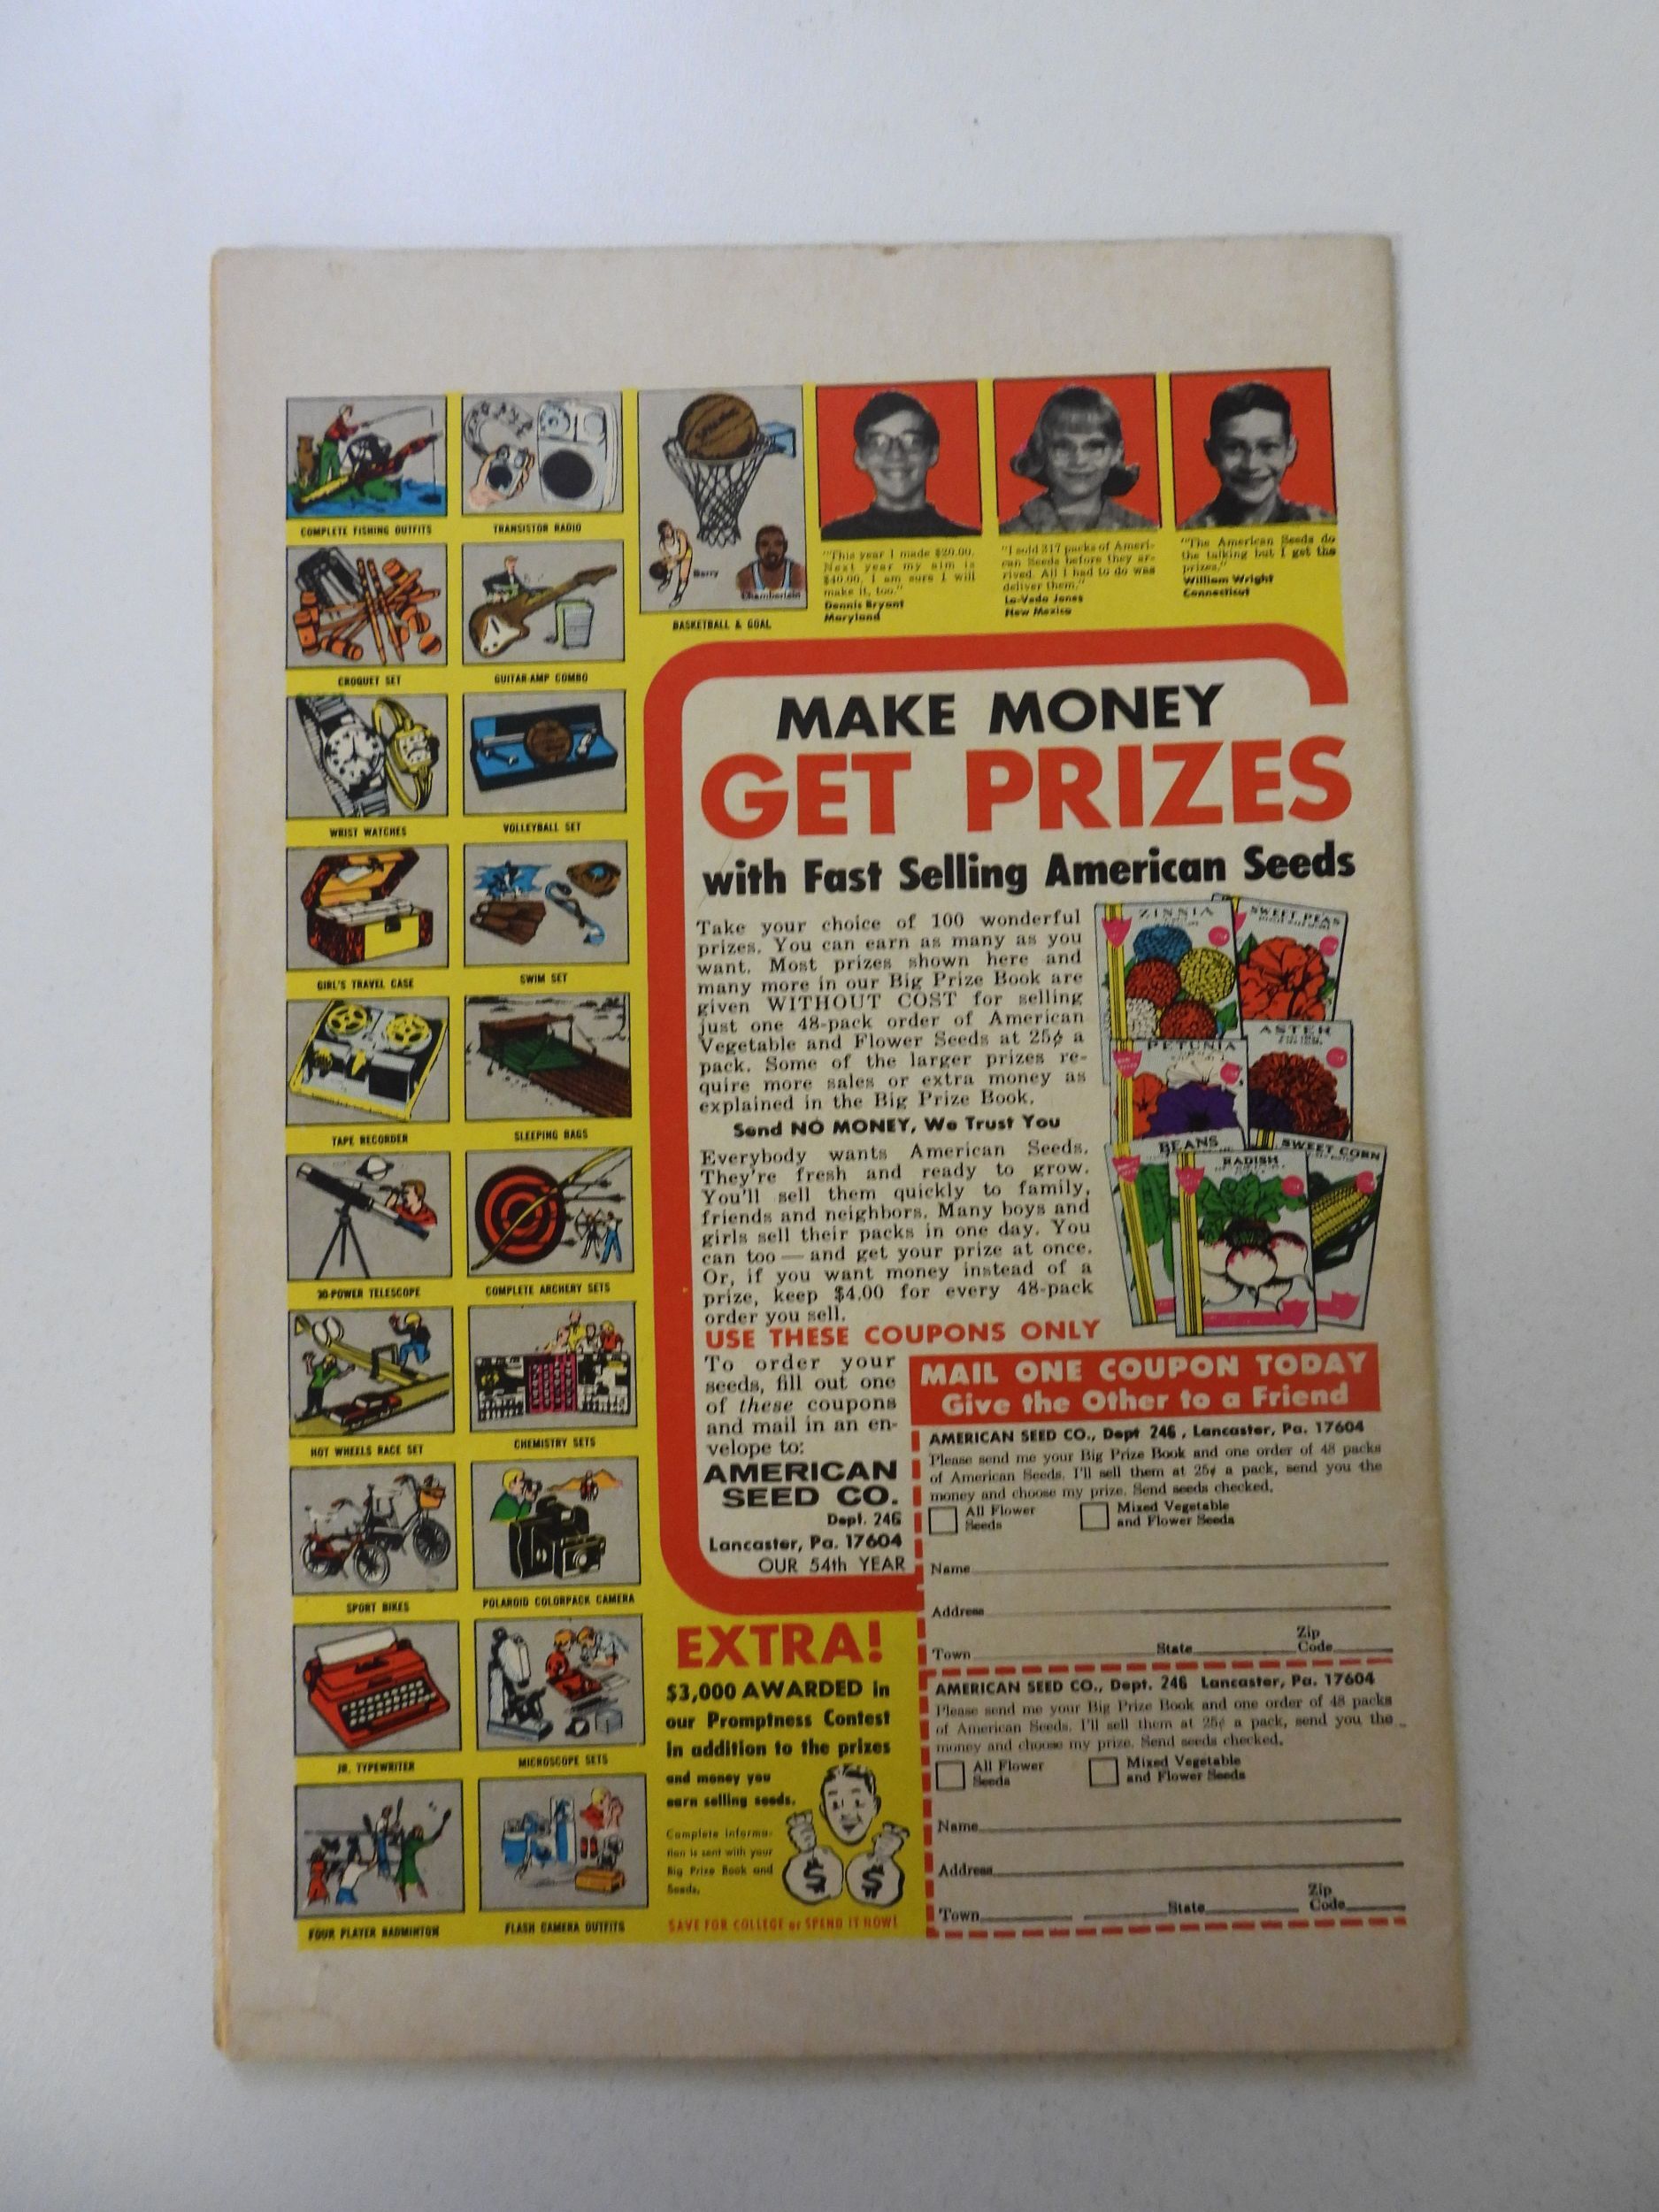 COMPLETE FISHING OUTFITS
TRANSISTOR RADIO
Barry
Chamberlain
BASKETBALL & GOAL
"This year I made $20.00.
Next year my aim is
$40.00. I am sure I will
make it, too."
Dennis Bryant
Maryland
"I sold 317 packs of Ameri-
can Seeds before they ar-
rived. All I had to do was
deliver them."
La-Veda Jones
New Mexico
"The American Seeds do
the talking but I get the
prizes."
William Wright
Connecticut
CROQUET SET
GUITAR-AMP COMBO
WRIST WATCHES
VOLLEYBALL SET
GIRL'S TRAVEL CASE
SWIM SET
TAPE RECORDER
SLEEPING BAGS
30-POWER TELESCOPE
COMPLETE ARCHERY SETS
HOT WHEELS RACE SET
CHEMISTRY SETS
SPORT BIKES
POLAROID COLORPACK CAMERA
JR. TYPEWRITER
MICROSCOPE SETS
FOUR PLAYER BADMINTON
FLASH CAMERA OUTFITS
MAKE MONEY
GET PRIZES
with Fast Selling American Seeds
Take your choice of 100 wonderful
prizes. You can earn as many as you
want. Most prizes shown here and
many more in our Big Prize Book are
given WITHOUT COST for selling
just one 48-pack order of American
Vegetable and Flower Seeds at 25¢ a
pack. Some of the larger prizes re-
quire more sales or extra money as
explained in the Big Prize Book.
Send NO MONEY, We Trust You
Everybody wants American Seeds.
They're fresh and ready to grow.
You'll sell them quickly to family,
friends and neighbors. Many boys and
girls sell their packs in one day. You
can too — and get your prize at once.
Or, if you want money instead of a
prize, keep $4.00 for every 48-pack
order you sell.
ZINNIA
SWEET PEAS
PETUNIA
ASTER
BEANS
RADISH
SWEET CORN
USE THESE COUPONS ONLY
To order your
seeds, fill out one
of these coupons
and mail in an en-
velope to:
AMERICAN
SEED CO.
Dept. 246
Lancaster, Pa. 17604
OUR 54th YEAR
MAIL ONE COUPON TODAY
Give the Other to a Friend
AMERICAN SEED CO., Dept 246 , Lancaster, Pa. 17604
Please send me your Big Prize Book and one order of 48 packs
of American Seeds. I'll sell them at 25¢ a pack, send you the
money and choose my prize. Send seeds checked.
All Flower
Seeds
Mixed Vegetable
and Flower Seeds
Name
Address
Town State Zip Code
AMERICAN SEED CO., Dept. 246 Lancaster, Pa. 17604
Please send me your Big Prize Book and one order of 48 packs
of American Seeds. I'll sell them at 25¢ a pack, send you the
money and choose my prize. Send seeds checked.
All Flower
Seeds
Mixed Vegetable
and Flower Seeds
Name
Address
Town State Zip Code
EXTRA!
$3,000 AWARDED in
our Promptness Contest
in addition to the prizes
and money you
earn selling seeds.
Complete informa-
tion is sent with your
Big Prize Book and
Seeds.
$ $
SAVE FOR COLLEGE or SPEND IT NOW!